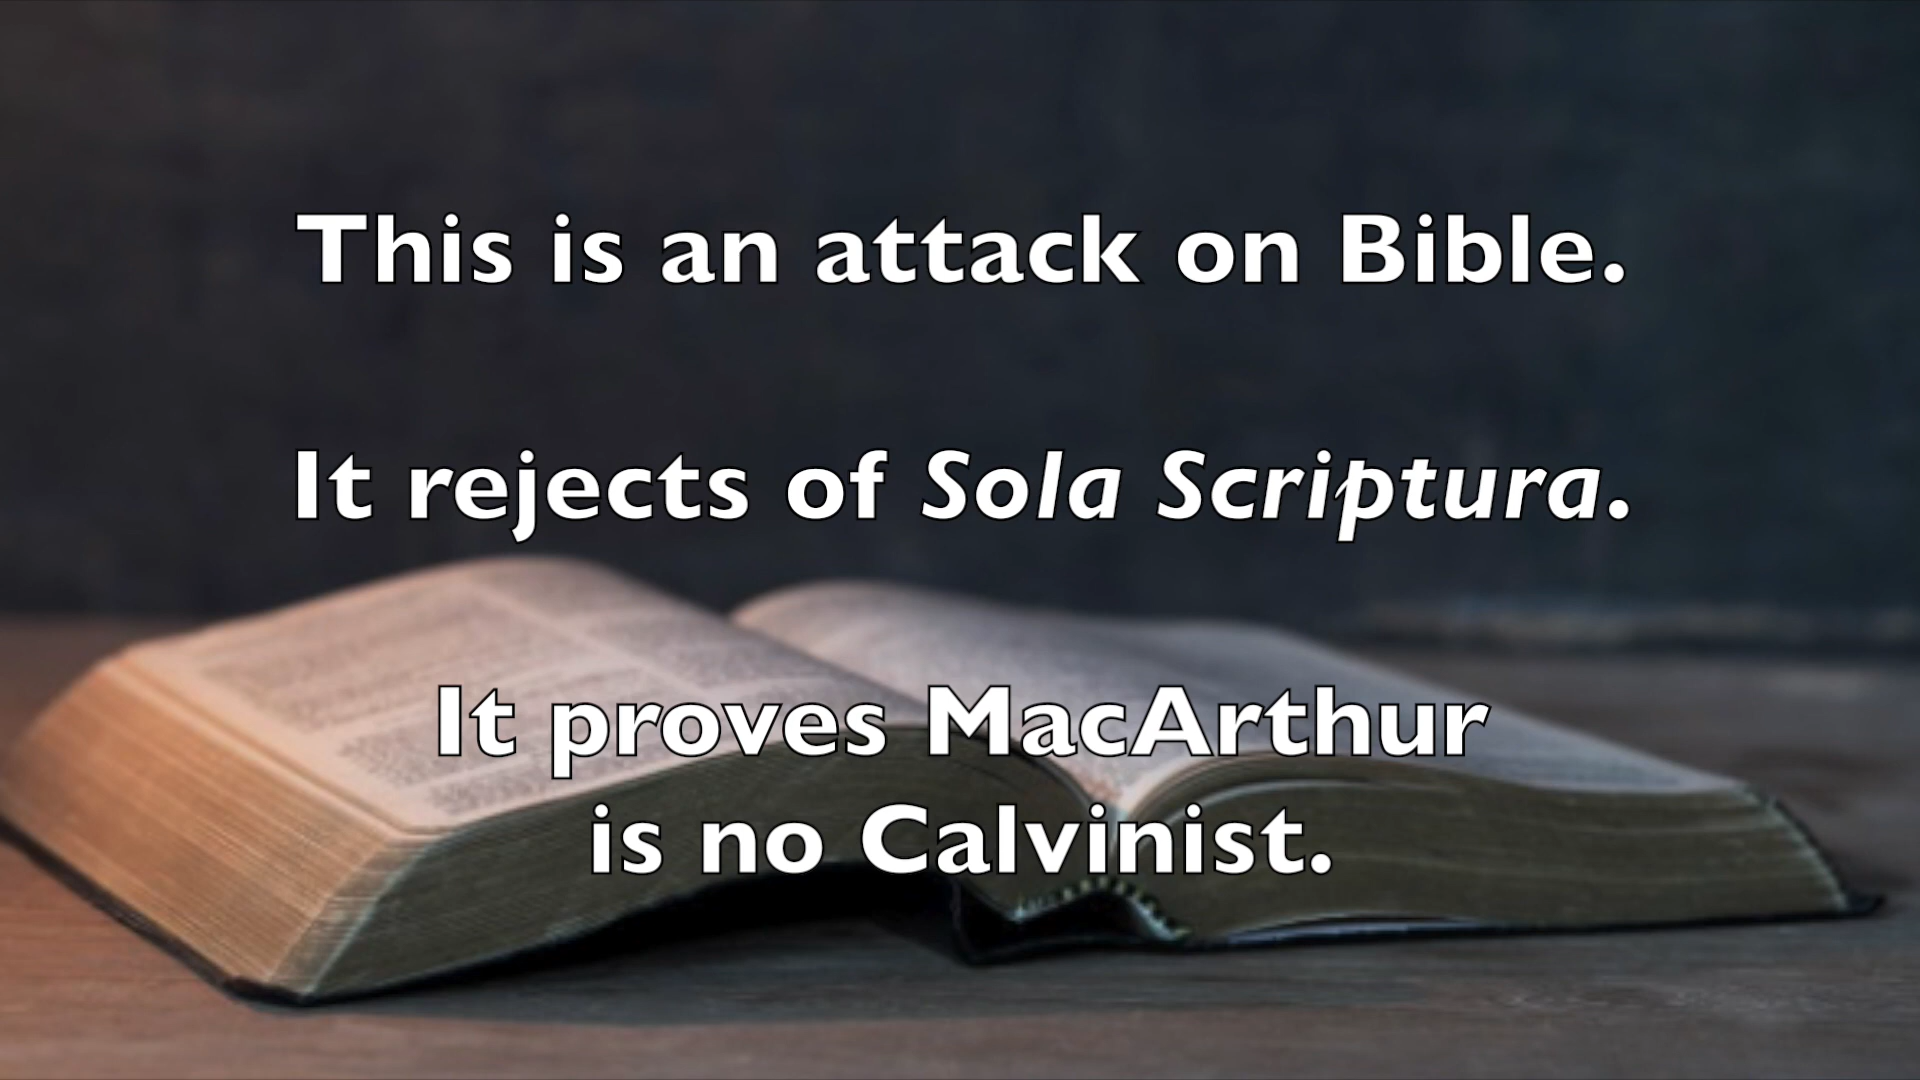 This is an attack on Bible.
It rejects of Sola Scriptura.
It proves MacArthur
is no Calvinist.